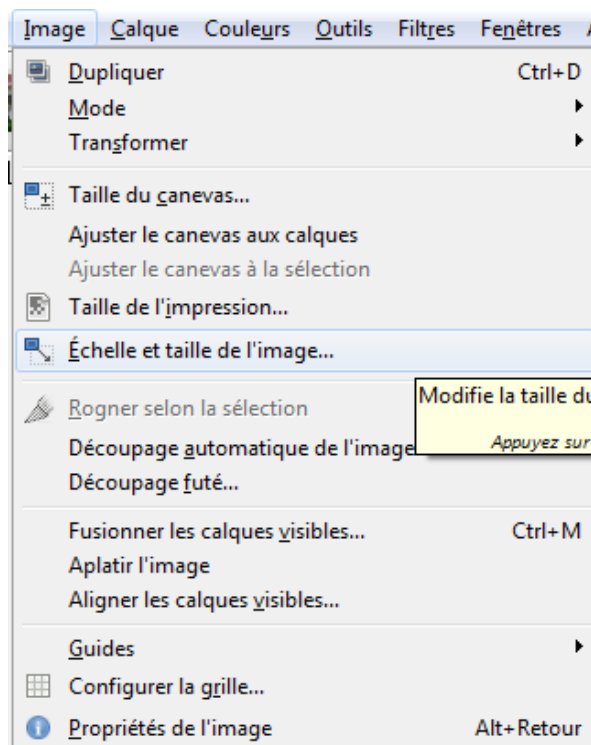 Image Calque Couleurs Outils Filtres Fenêtres
Dupliquer Ctrl+D
Mode
Transformer
Taille du canevas...
Ajuster le canevas aux calques
Ajuster le canevas à la sélection
Taille de l'impression...
Échelle et taille de l'image...
Modifie la taille du
Rogner selon la sélection
Appuyez sur
Découpage automatique de l'image
Découpage futé...
Fusionner les calques visibles... Ctrl+M
Aplatir l'image
Aligner les calques visibles...
Guides
Configurer la grille...
Propriétés de l'image Alt+Retour